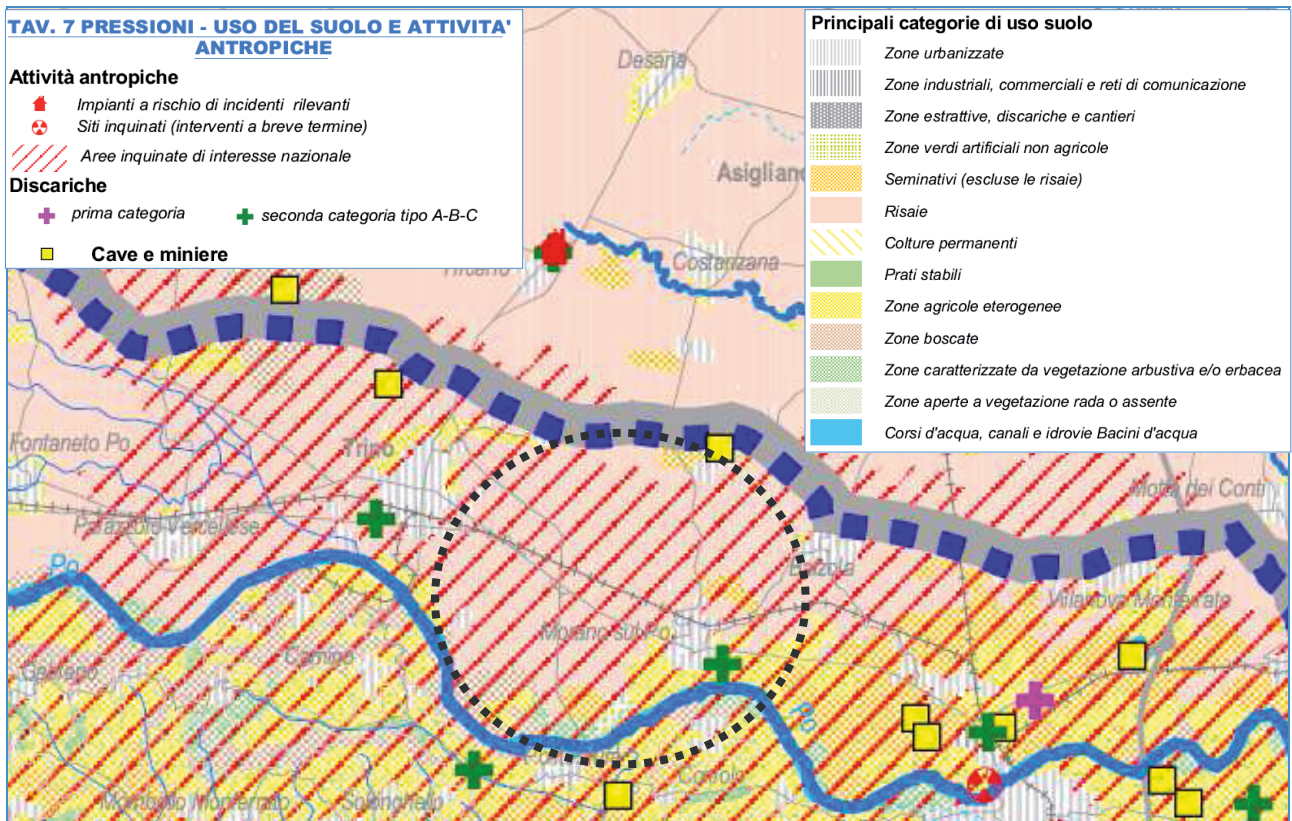 TAV. 7 PRESSIONI - USO DEL SUOLO E ATTIVITA'
ANTROPICHE
Attività antropiche
Impianti a rischio di incidenti rilevanti
Siti inquinati (interventi a breve termine)
Aree inquinate di interesse nazionale
Discariche
prima categoria
seconda categoria tipo A-B-C
Cave e miniere
Principali categorie di uso suolo
Zone urbanizzate
Zone industriali, commerciali e reti di comunicazione
Zone estrattive, discariche e cantieri
Zone verdi artificiali non agricole
Seminativi (escluse le risaie)
Risaie
Colture permanenti
Prati stabili
Zone agricole eterogenee
Zone boscate
Zone caratterizzate da vegetazione arbustiva e/o erbacea
Zone aperte a vegetazione rada o assente
Corsi d'acqua, canali e idrovie Bacini d'acqua
Desana
Asigliano
Costanzana
Fontaneto Po
Trino
Motta dei Conti
Palazzolo Vercellese
Po
Balzola
Villanova Monferrato
Morano sul Po
Camino
Po
Coniolo
Mombello Monferrato
Solonghello